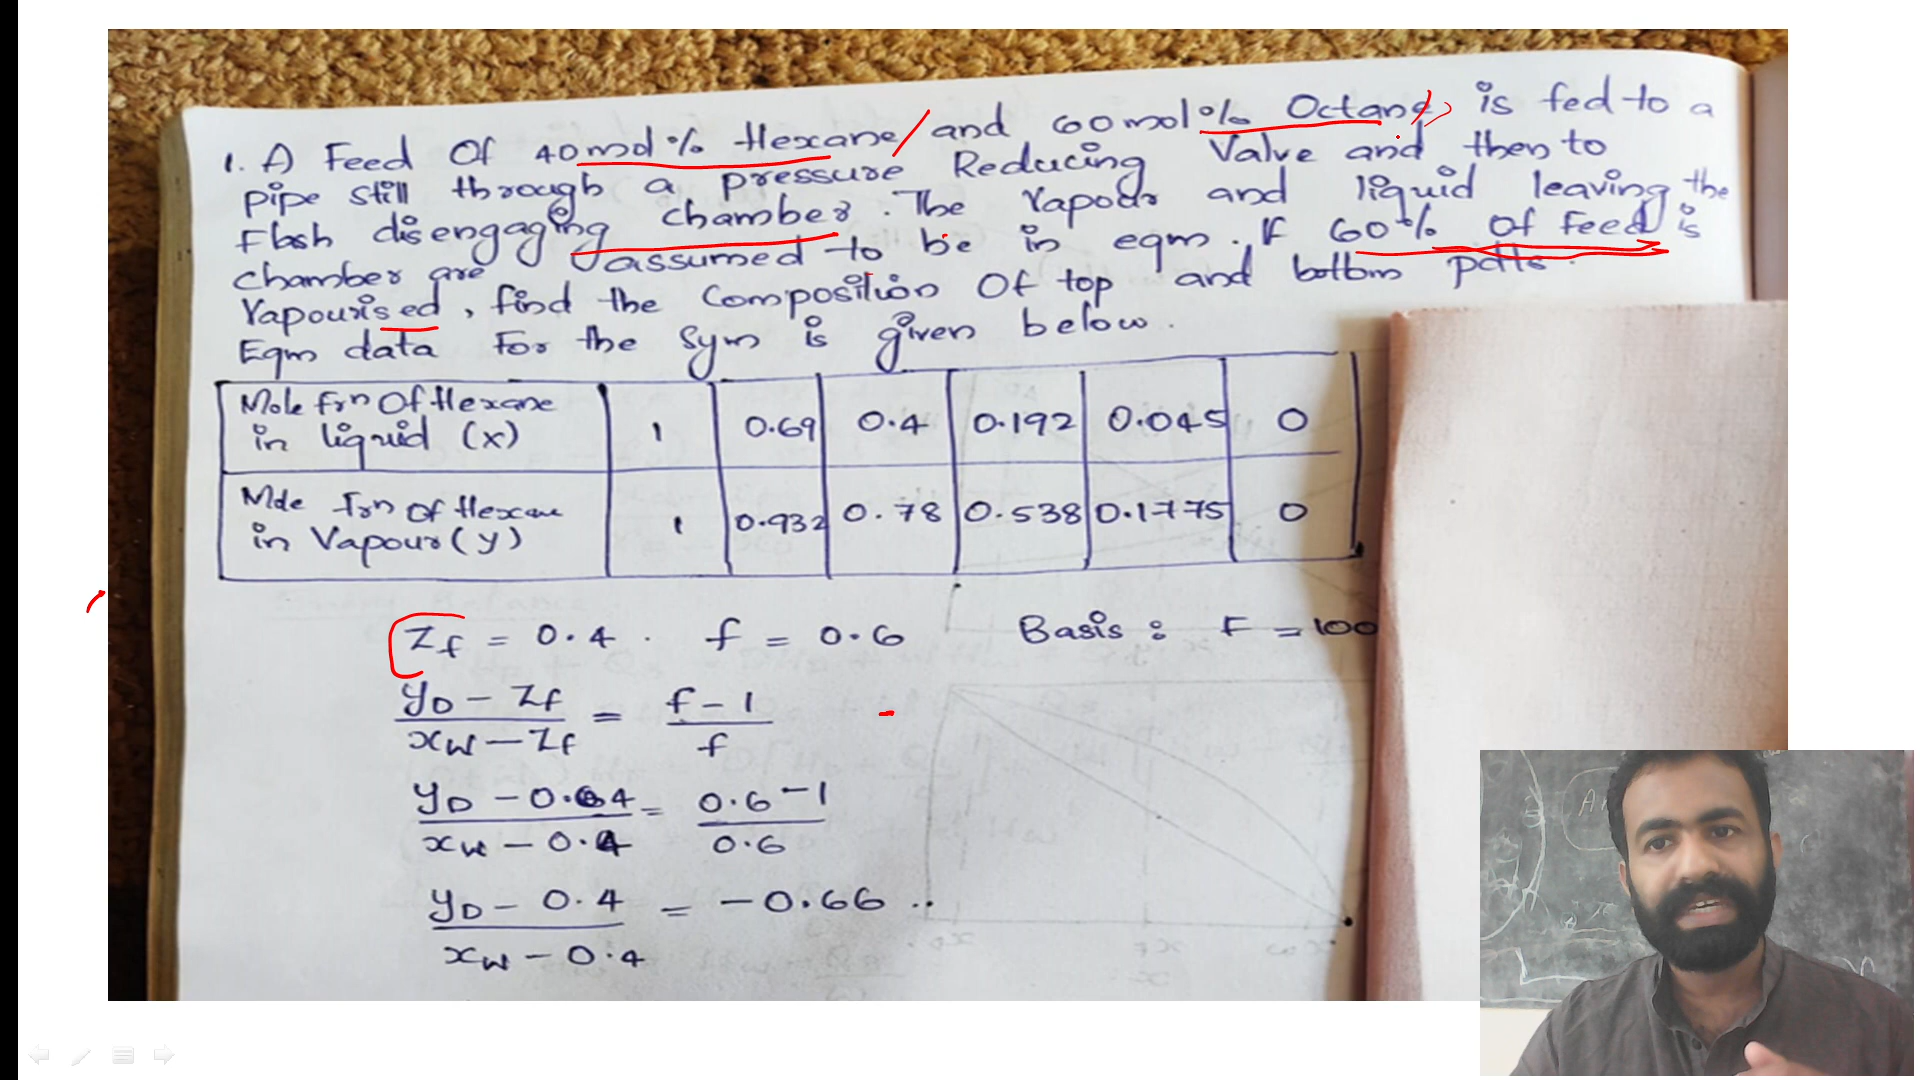 1. A Feed Of 40 mol % Hexane and 60 mol % Octane, is fed to a
pipe still through a pressure Reducing Valve and then to
Flash disengaging chamber. The Vapour and liquid leaving the
chamber are assumed to be in eqm. If 60% Of Feed is
Vapourised, find the Composition Of top and bottom pdts.
Eqm data For the Sym is given below.
Mole frn Of Hexane in liquid (x) 1 0.69 0.4 0.192 0.045 0
Mole Frn Of Hexane in Vapour (y) 1 0.932 0.78 0.538 0.1775 0
Zf = 0.4. f = 0.6 Basis: F = 100
yD - Zf / xW - Zf = f - 1 / f
yD - 0.4 / xW - 0.4 = 0.6 - 1 / 0.6
yD - 0.4 / xW - 0.4 = -0.66 ..